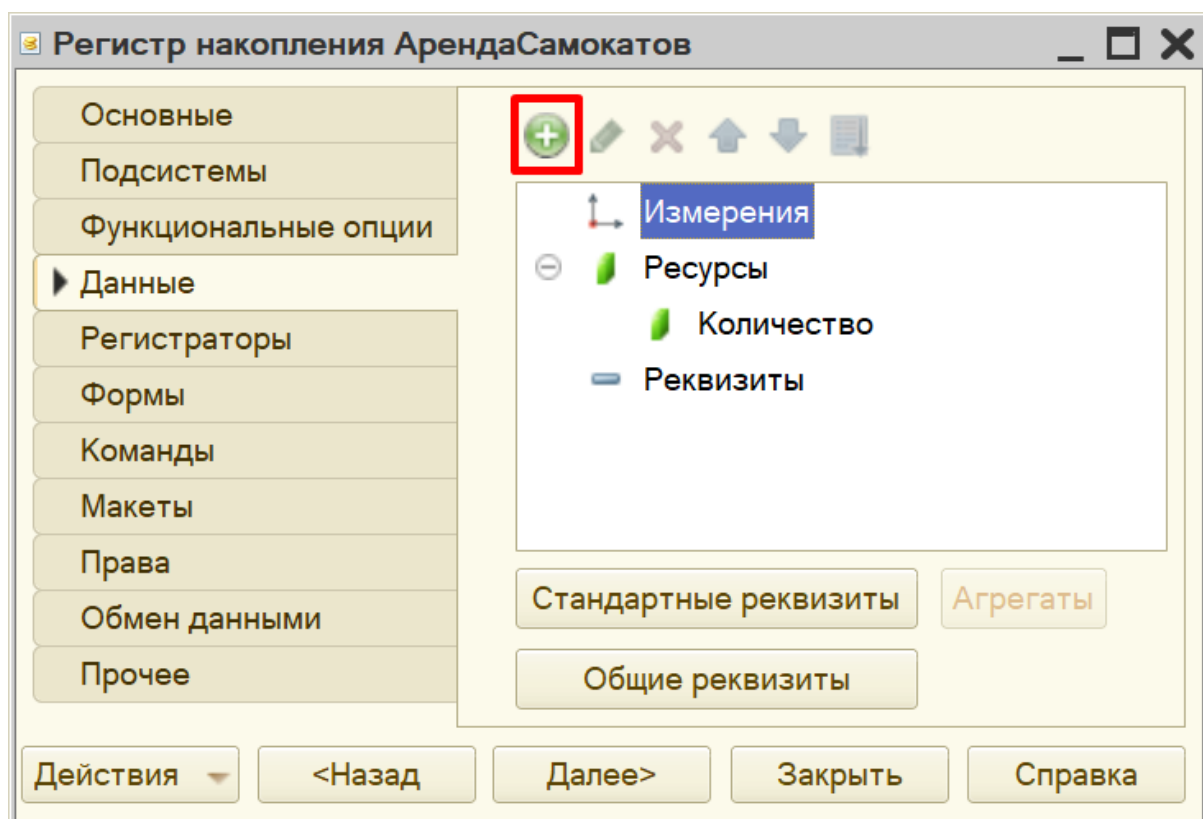 Регистр накопления АрендаСамокатов
Основные
Подсистемы
Функциональные опции
Данные
Регистраторы
Формы
Команды
Макеты
Права
Обмен данными
Прочее
Измерения
Ресурсы
Количество
Реквизиты
Стандартные реквизиты
Агрегаты
Общие реквизиты
Действия
<Назад
Далее>
Закрыть
Справка